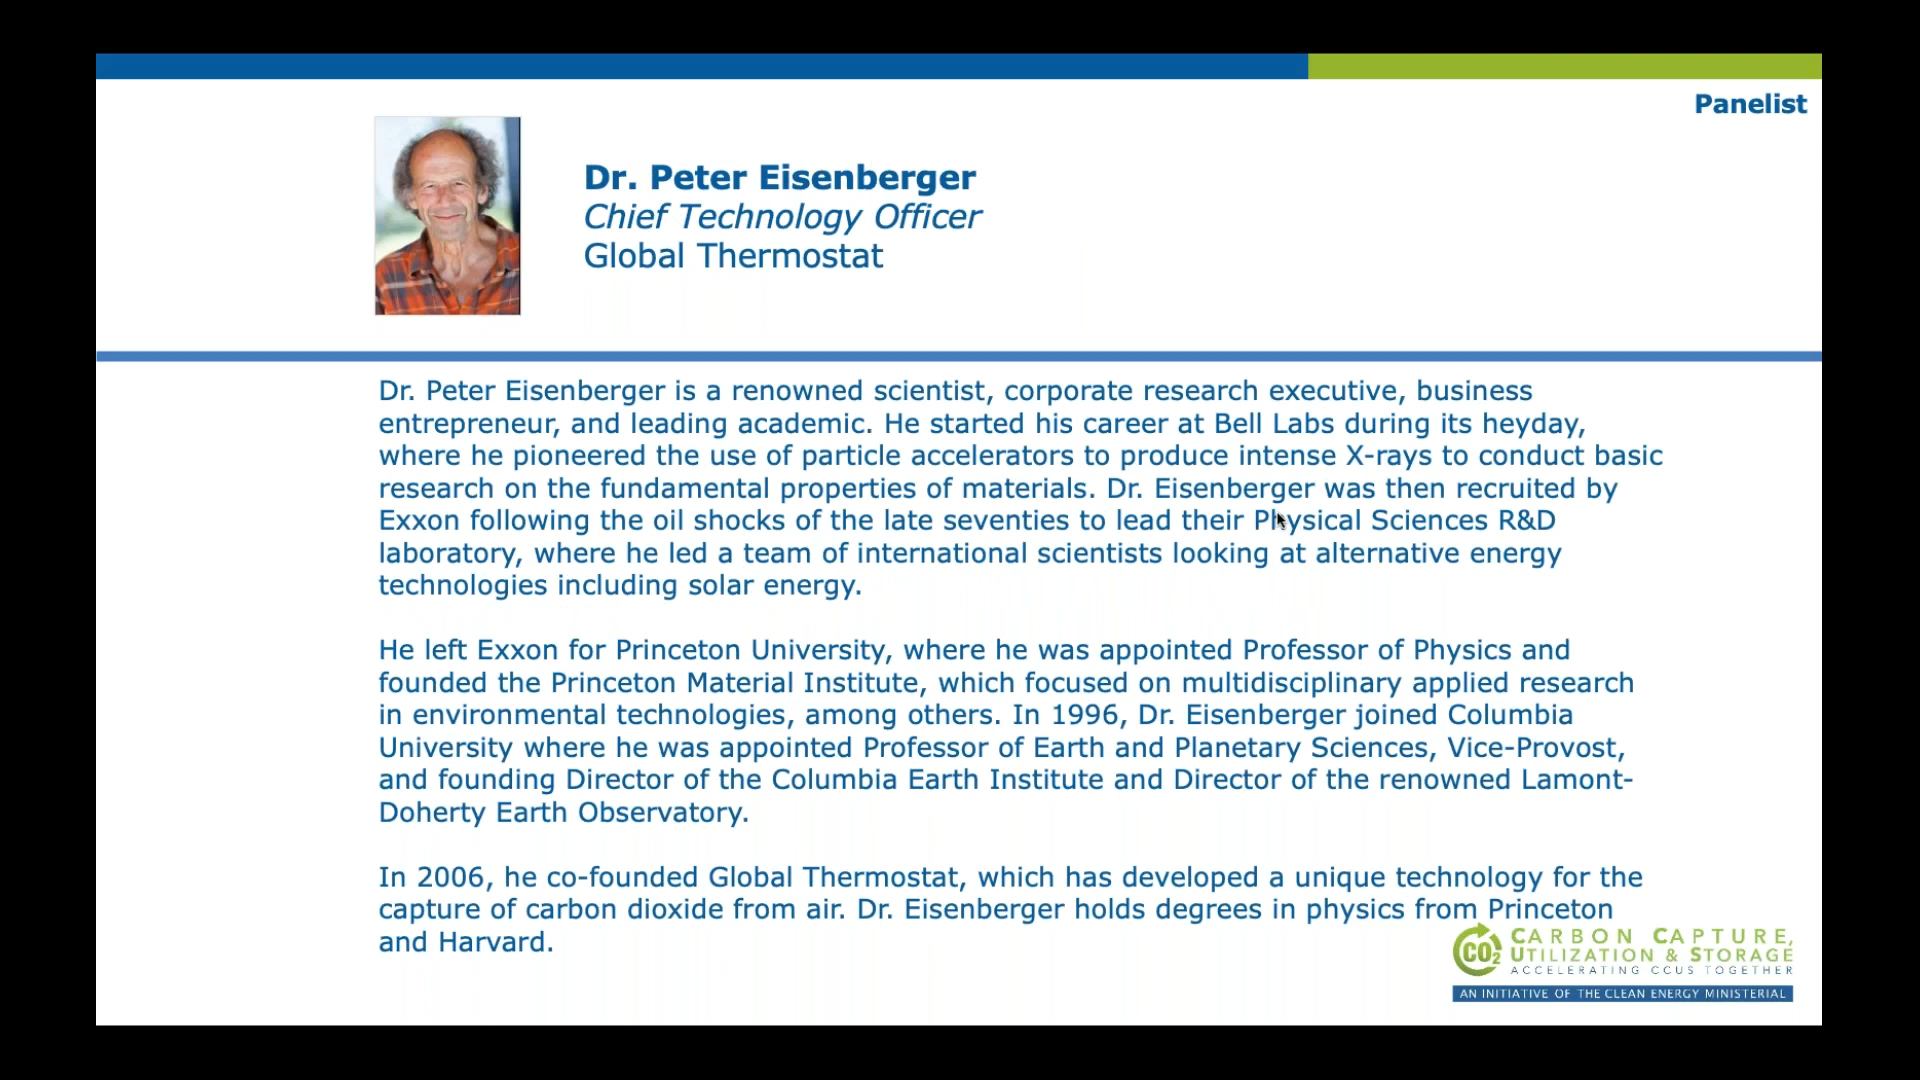 Panelist
Dr. Peter Eisenberger
Chief Technology Officer
Global Thermostat
Dr. Peter Eisenberger is a renowned scientist, corporate research executive, business
entrepreneur, and leading academic. He started his career at Bell Labs during its heyday,
where he pioneered the use of particle accelerators to produce intense X-rays to conduct basic
research on the fundamental properties of materials. Dr. Eisenberger was then recruited by
Exxon following the oil shocks of the late seventies to lead their Physical Sciences R&D
laboratory, where he led a team of international scientists looking at alternative energy
technologies including solar energy.
He left Exxon for Princeton University, where he was appointed Professor of Physics and
founded the Princeton Material Institute, which focused on multidisciplinary applied research
in environmental technologies, among others. In 1996, Dr. Eisenberger joined Columbia
University where he was appointed Professor of Earth and Planetary Sciences, Vice-Provost,
and founding Director of the Columbia Earth Institute and Director of the renowned Lamont-
Doherty Earth Observatory.
In 2006, he co-founded Global Thermostat, which has developed a unique technology for the
capture of carbon dioxide from air. Dr. Eisenberger holds degrees in physics from Princeton
and Harvard.
CO2
CARBON CAPTURE,
UTILIZATION & STORAGE
ACCELERATING CCUS TOGETHER
AN INITIATIVE OF THE CLEAN ENERGY MINISTERIAL